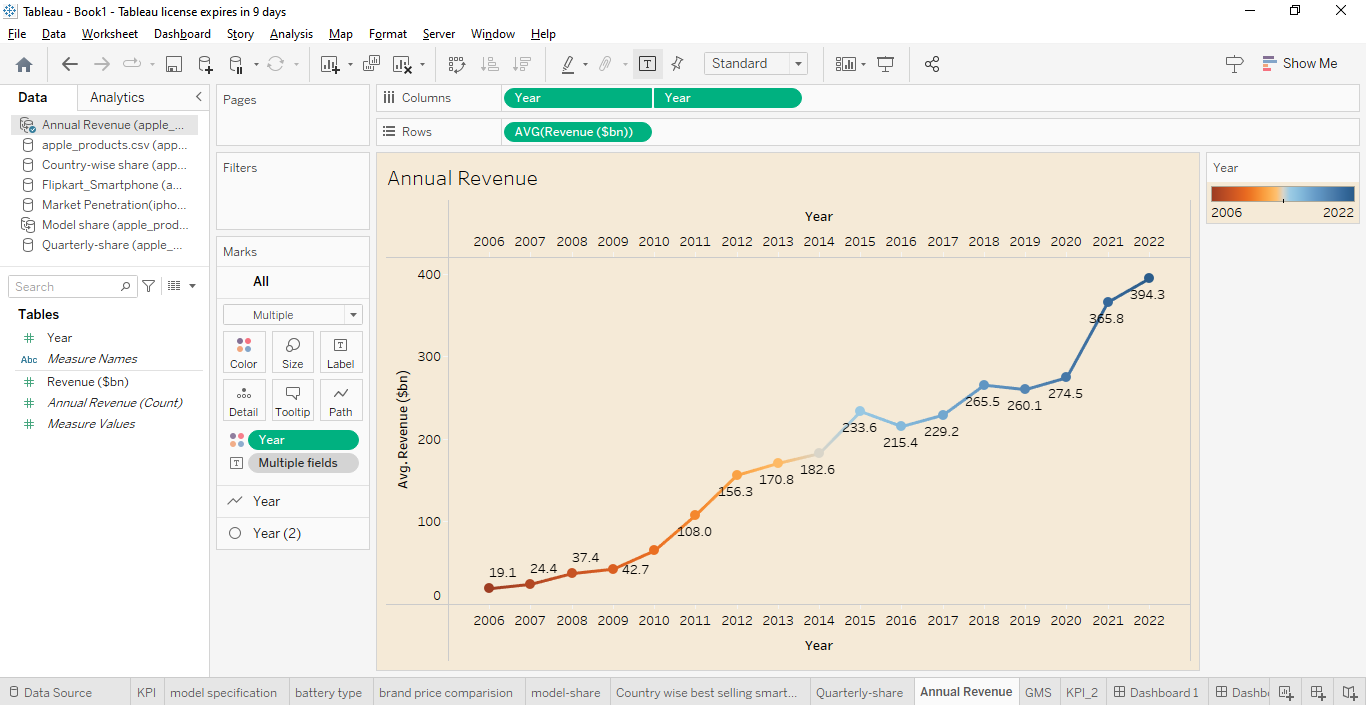 Tableau - Book1 - Tableau license expires in 9 days
File Data Worksheet Dashboard Story Analysis Map Format Server Window Help
Standard
Show Me
Data Analytics
Annual Revenue (apple_...
apple_products.csv (app...
Country-wise share (app...
Flipkart_Smartphone (a...
Market Penetration(ipho...
Model share (apple_prod...
Quarterly-share (apple_...
Search
Tables
Year
Abc Measure Names
Revenue ($bn)
Annual Revenue (Count)
Measure Values
Pages
Filters
Marks
All
Multiple
Color Size Label
Detail Tooltip Path
Year
Multiple fields
Year
Year (2)
Columns Year Year
Rows AVG(Revenue ($bn))
Annual Revenue
Year
2006 2007 2008 2009 2010 2011 2012 2013 2014 2015 2016 2017 2018 2019 2020 2021 2022
400
300
200
100
0
Avg. Revenue ($bn)
19.1
24.4
37.4
42.7
108.0
156.3
170.8
182.6
233.6
215.4
229.2
265.5
260.1
274.5
365.8
394.3
2006 2007 2008 2009 2010 2011 2012 2013 2014 2015 2016 2017 2018 2019 2020 2021 2022
Year
Year
2006 2022
Data Source KPI model specification battery type brand price comparision model-share Country wise best selling smart... Quarterly-share Annual Revenue GMS KPI_2 Dashboard 1 Dashb